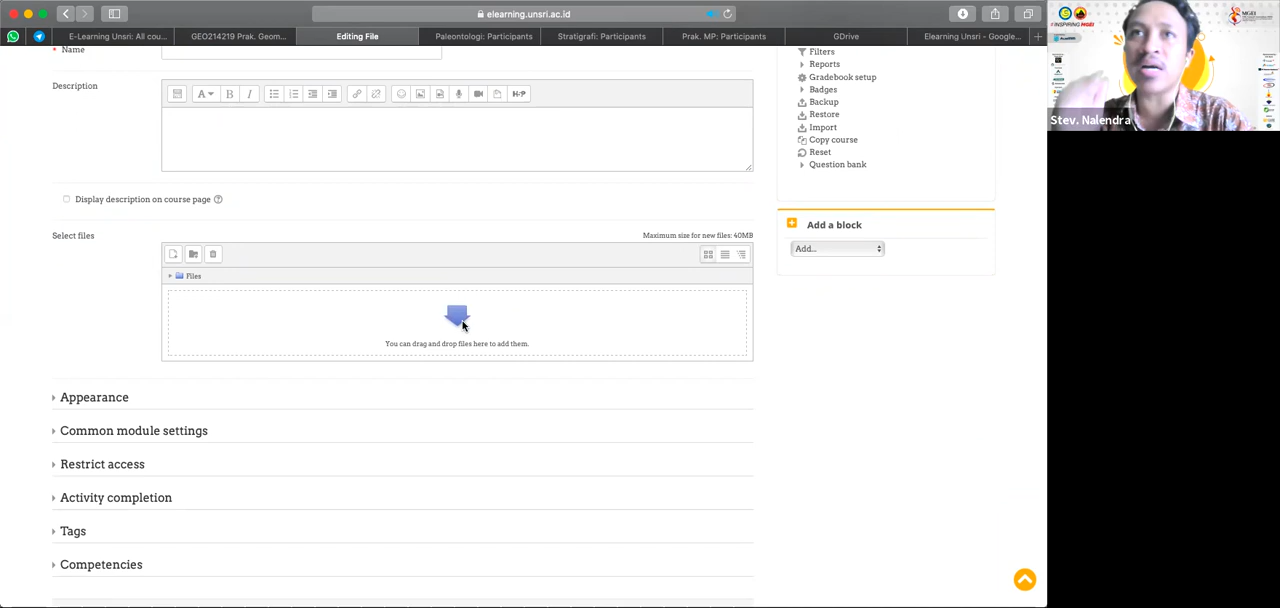 elearning.unsri.ac.id
E-Learning Unsri: All cou...
GEO214219 Prak. Geom...
Editing File
Paleontologi: Participants
Stratigrafi: Participants
Prak. MP: Participants
GDrive
Elearning Unsri - Google...
* Name
Description
A
B
I
H-P
Display description on course page
Select files
Maximum size for new files: 40MB
Files
You can drag and drop files here to add them.
Appearance
Common module settings
Restrict access
Activity completion
Tags
Competencies
Filters
Reports
Gradebook setup
Badges
Backup
Restore
Import
Copy course
Reset
Question bank
Add a block
Add...
Stev. Nalendra
MGEI